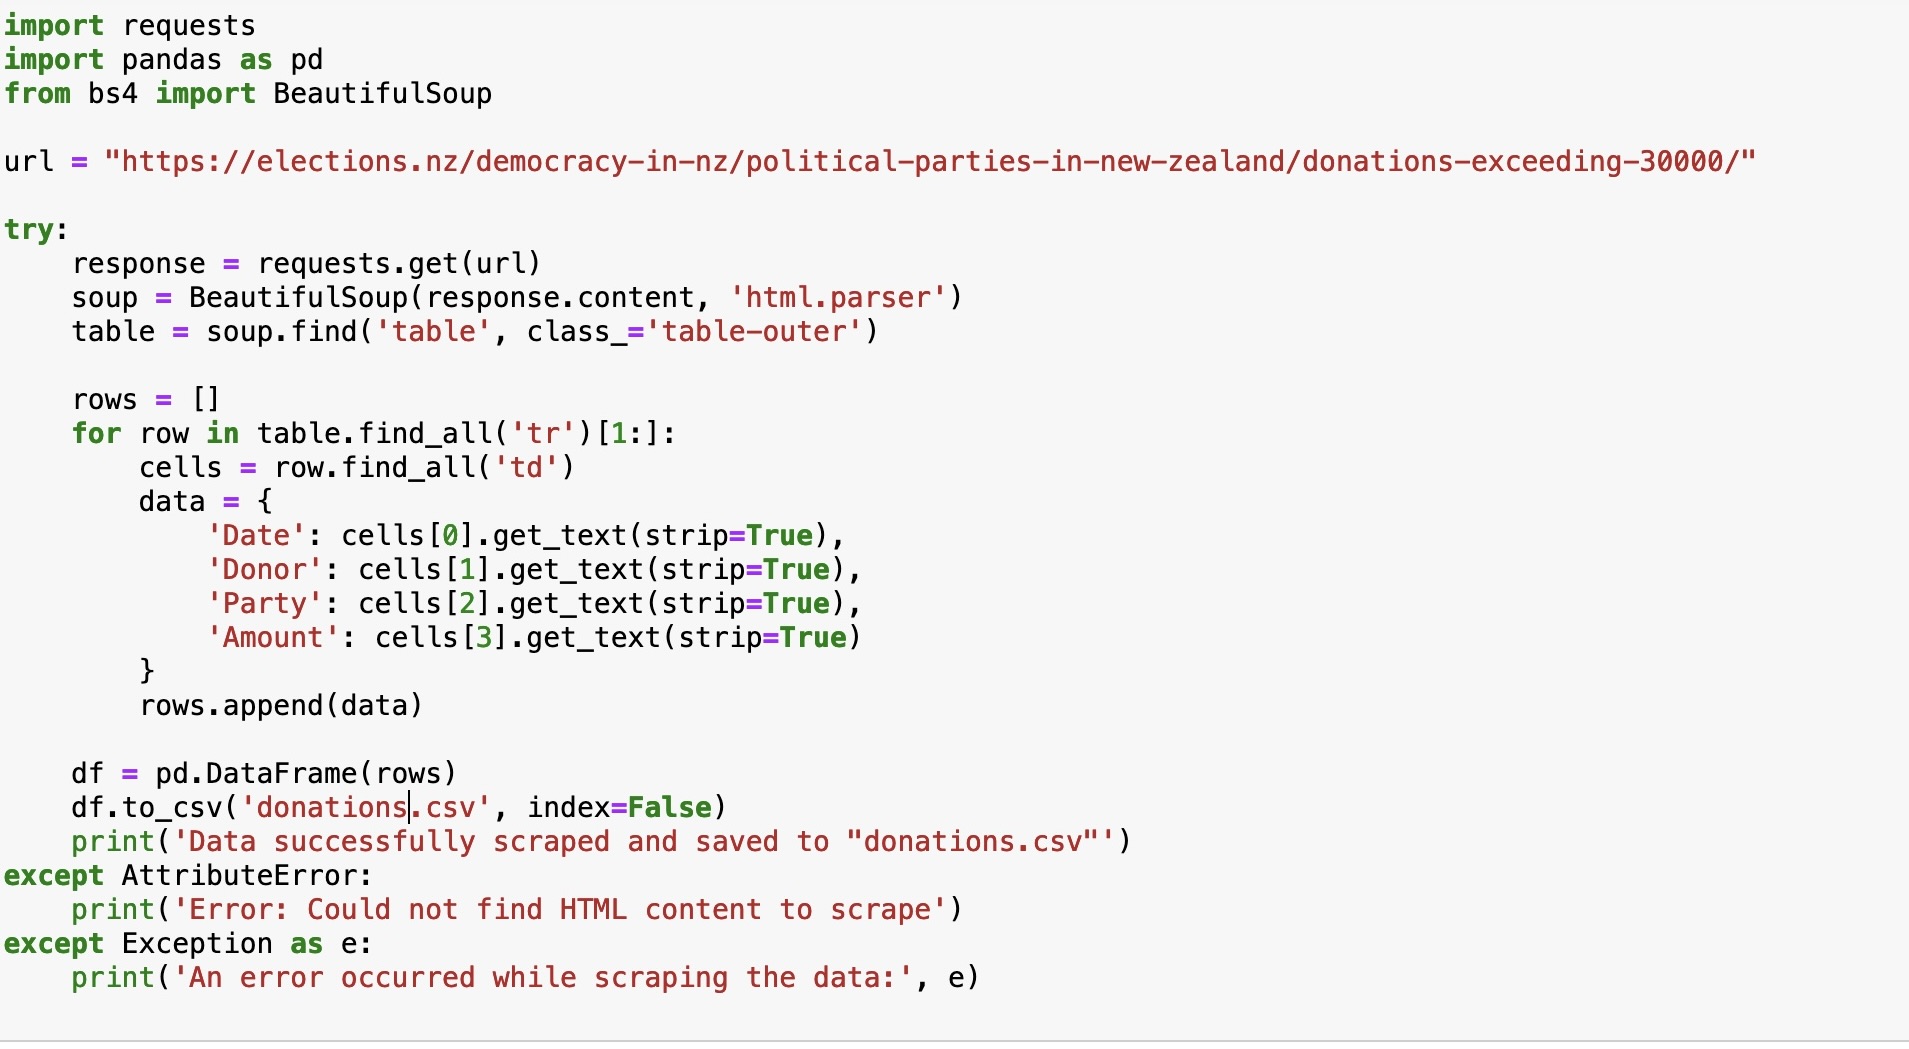 import requests
import pandas as pd
from bs4 import BeautifulSoup

url = "https://elections.nz/democracy-in-nz/political-parties-in-new-zealand/donations-exceeding-30000/"

try:
    response = requests.get(url)
    soup = BeautifulSoup(response.content, 'html.parser')
    table = soup.find('table', class_='table-outer')

    rows = []
    for row in table.find_all('tr')[1:]:
        cells = row.find_all('td')
        data = {
            'Date': cells[0].get_text(strip=True),
            'Donor': cells[1].get_text(strip=True),
            'Party': cells[2].get_text(strip=True),
            'Amount': cells[3].get_text(strip=True)
        }
        rows.append(data)

    df = pd.DataFrame(rows)
    df.to_csv('donations.csv', index=False)
    print('Data successfully scraped and saved to "donations.csv"')
except AttributeError:
    print('Error: Could not find HTML content to scrape')
except Exception as e:
    print('An error occurred while scraping the data:', e)